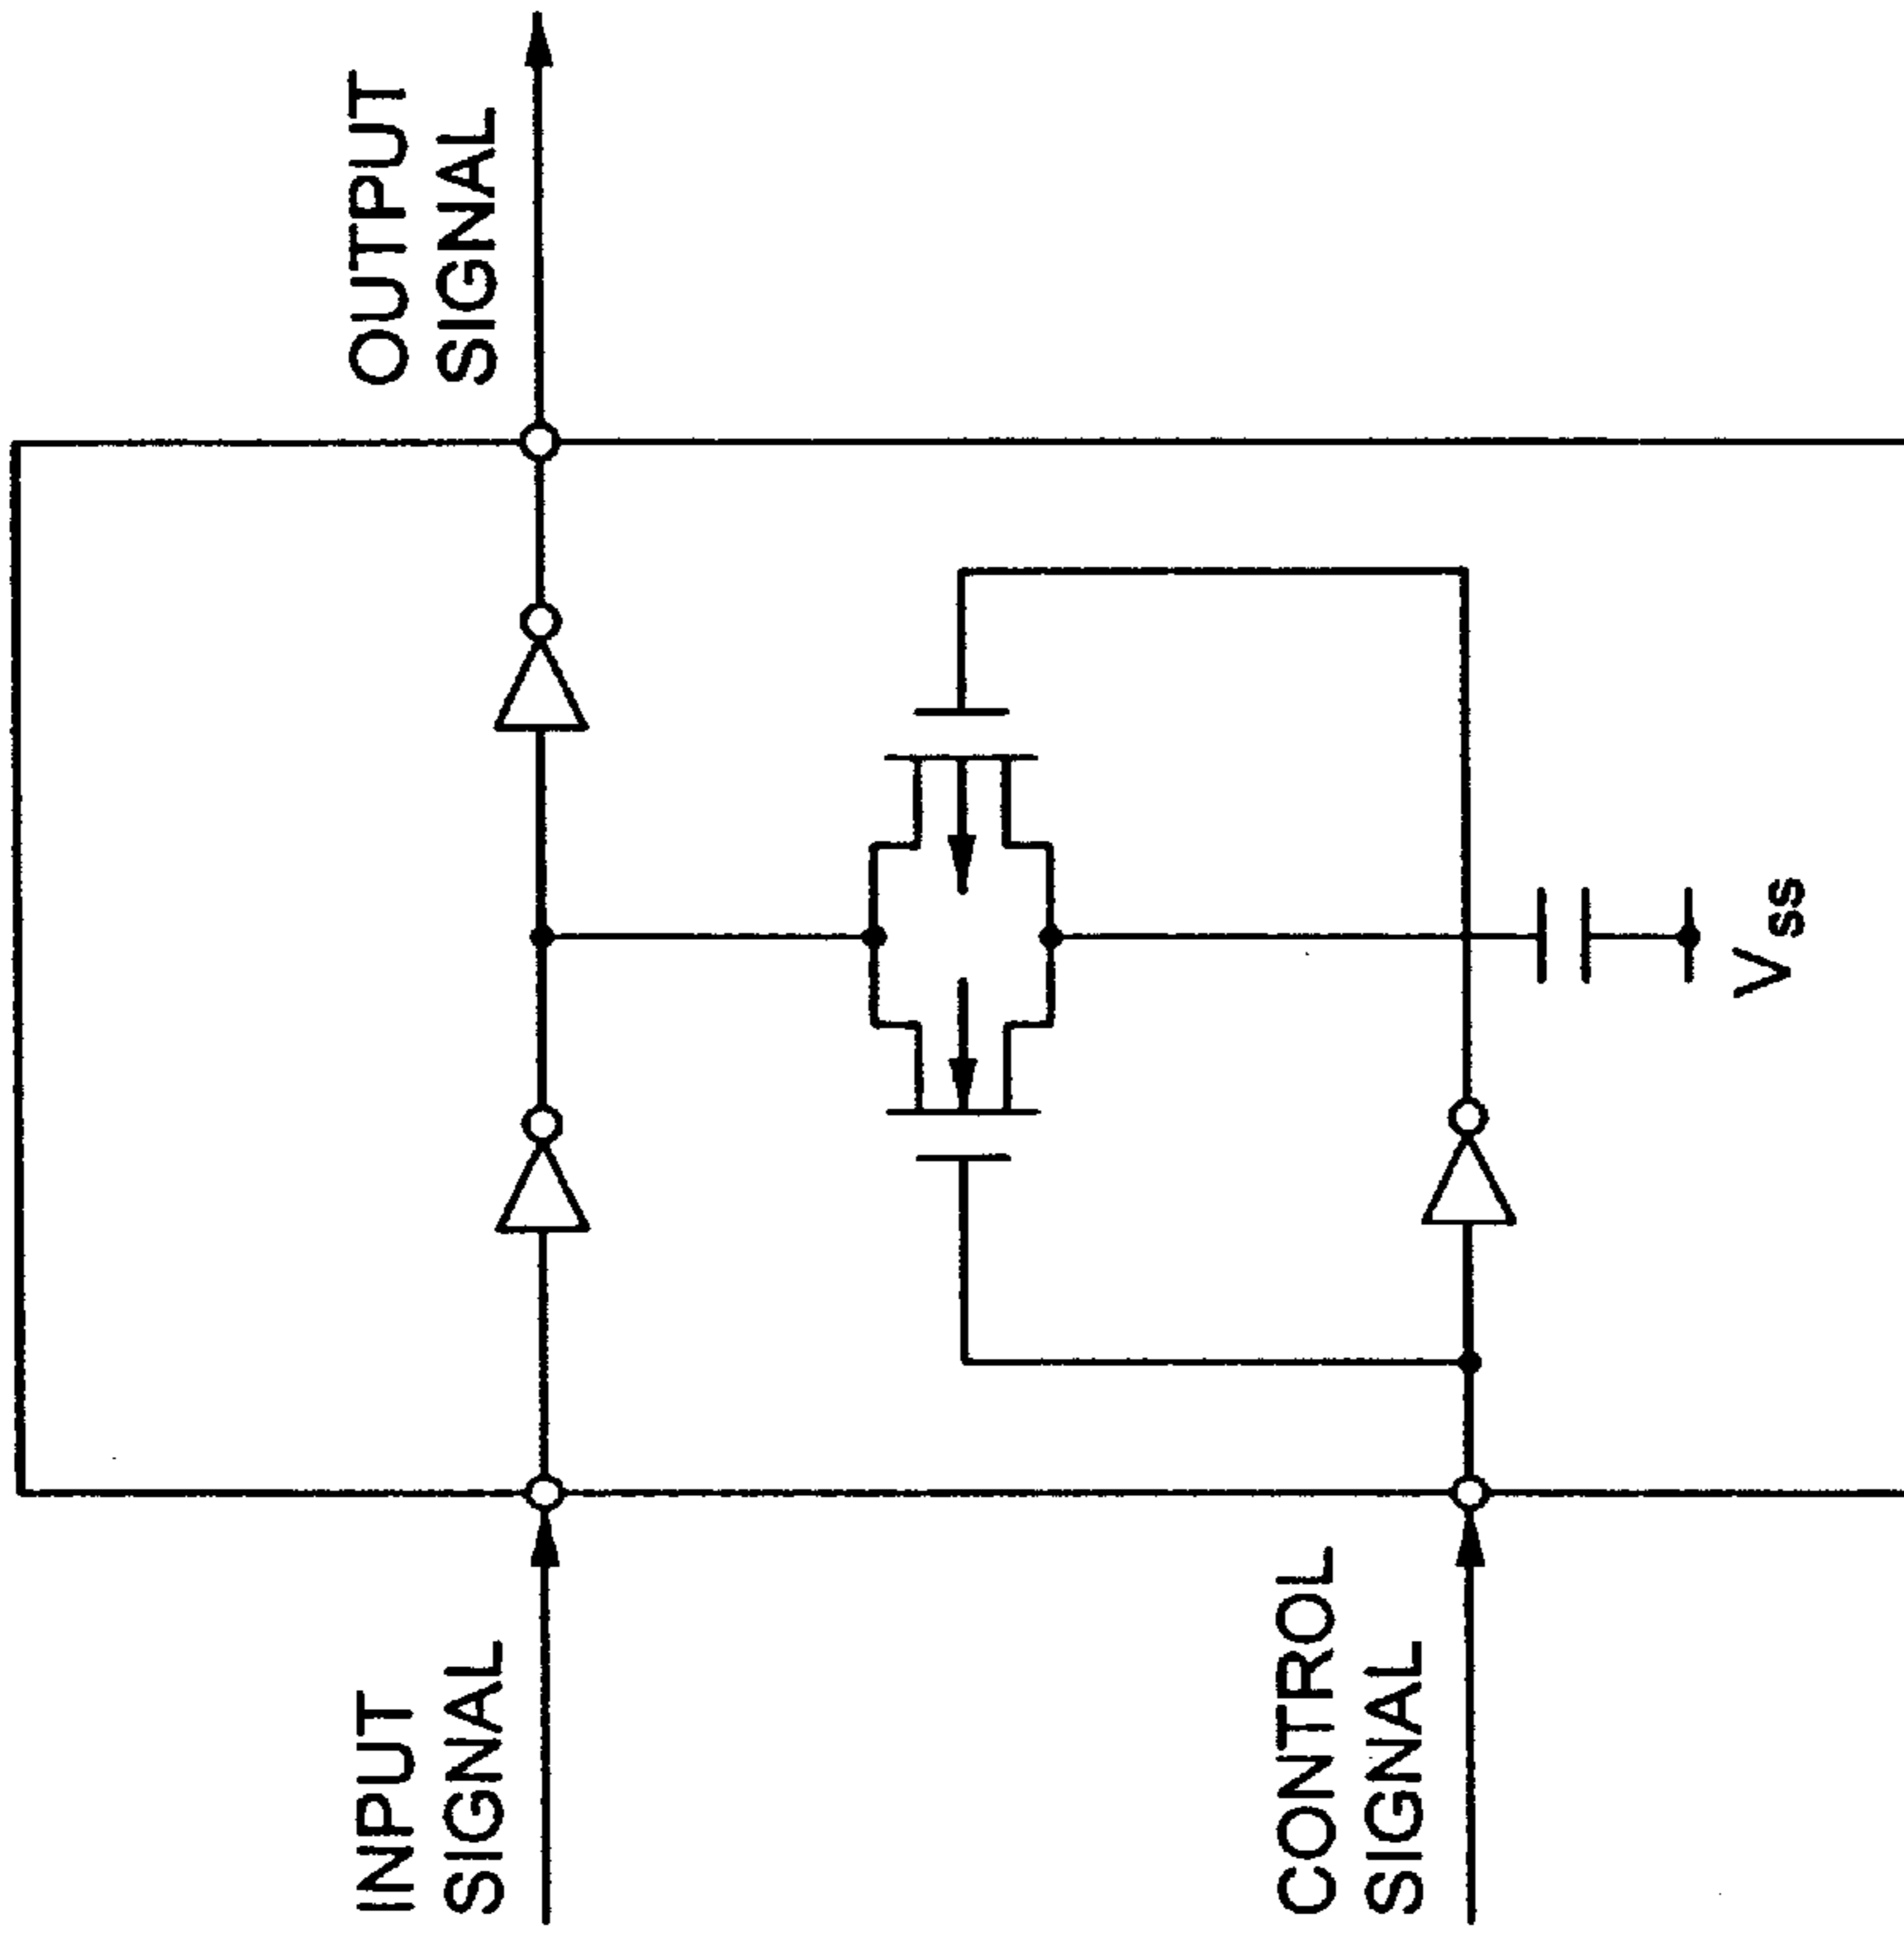 INPUT
SIGNAL
OUTPUT
SIGNAL
CONTROL
SIGNAL
Vss